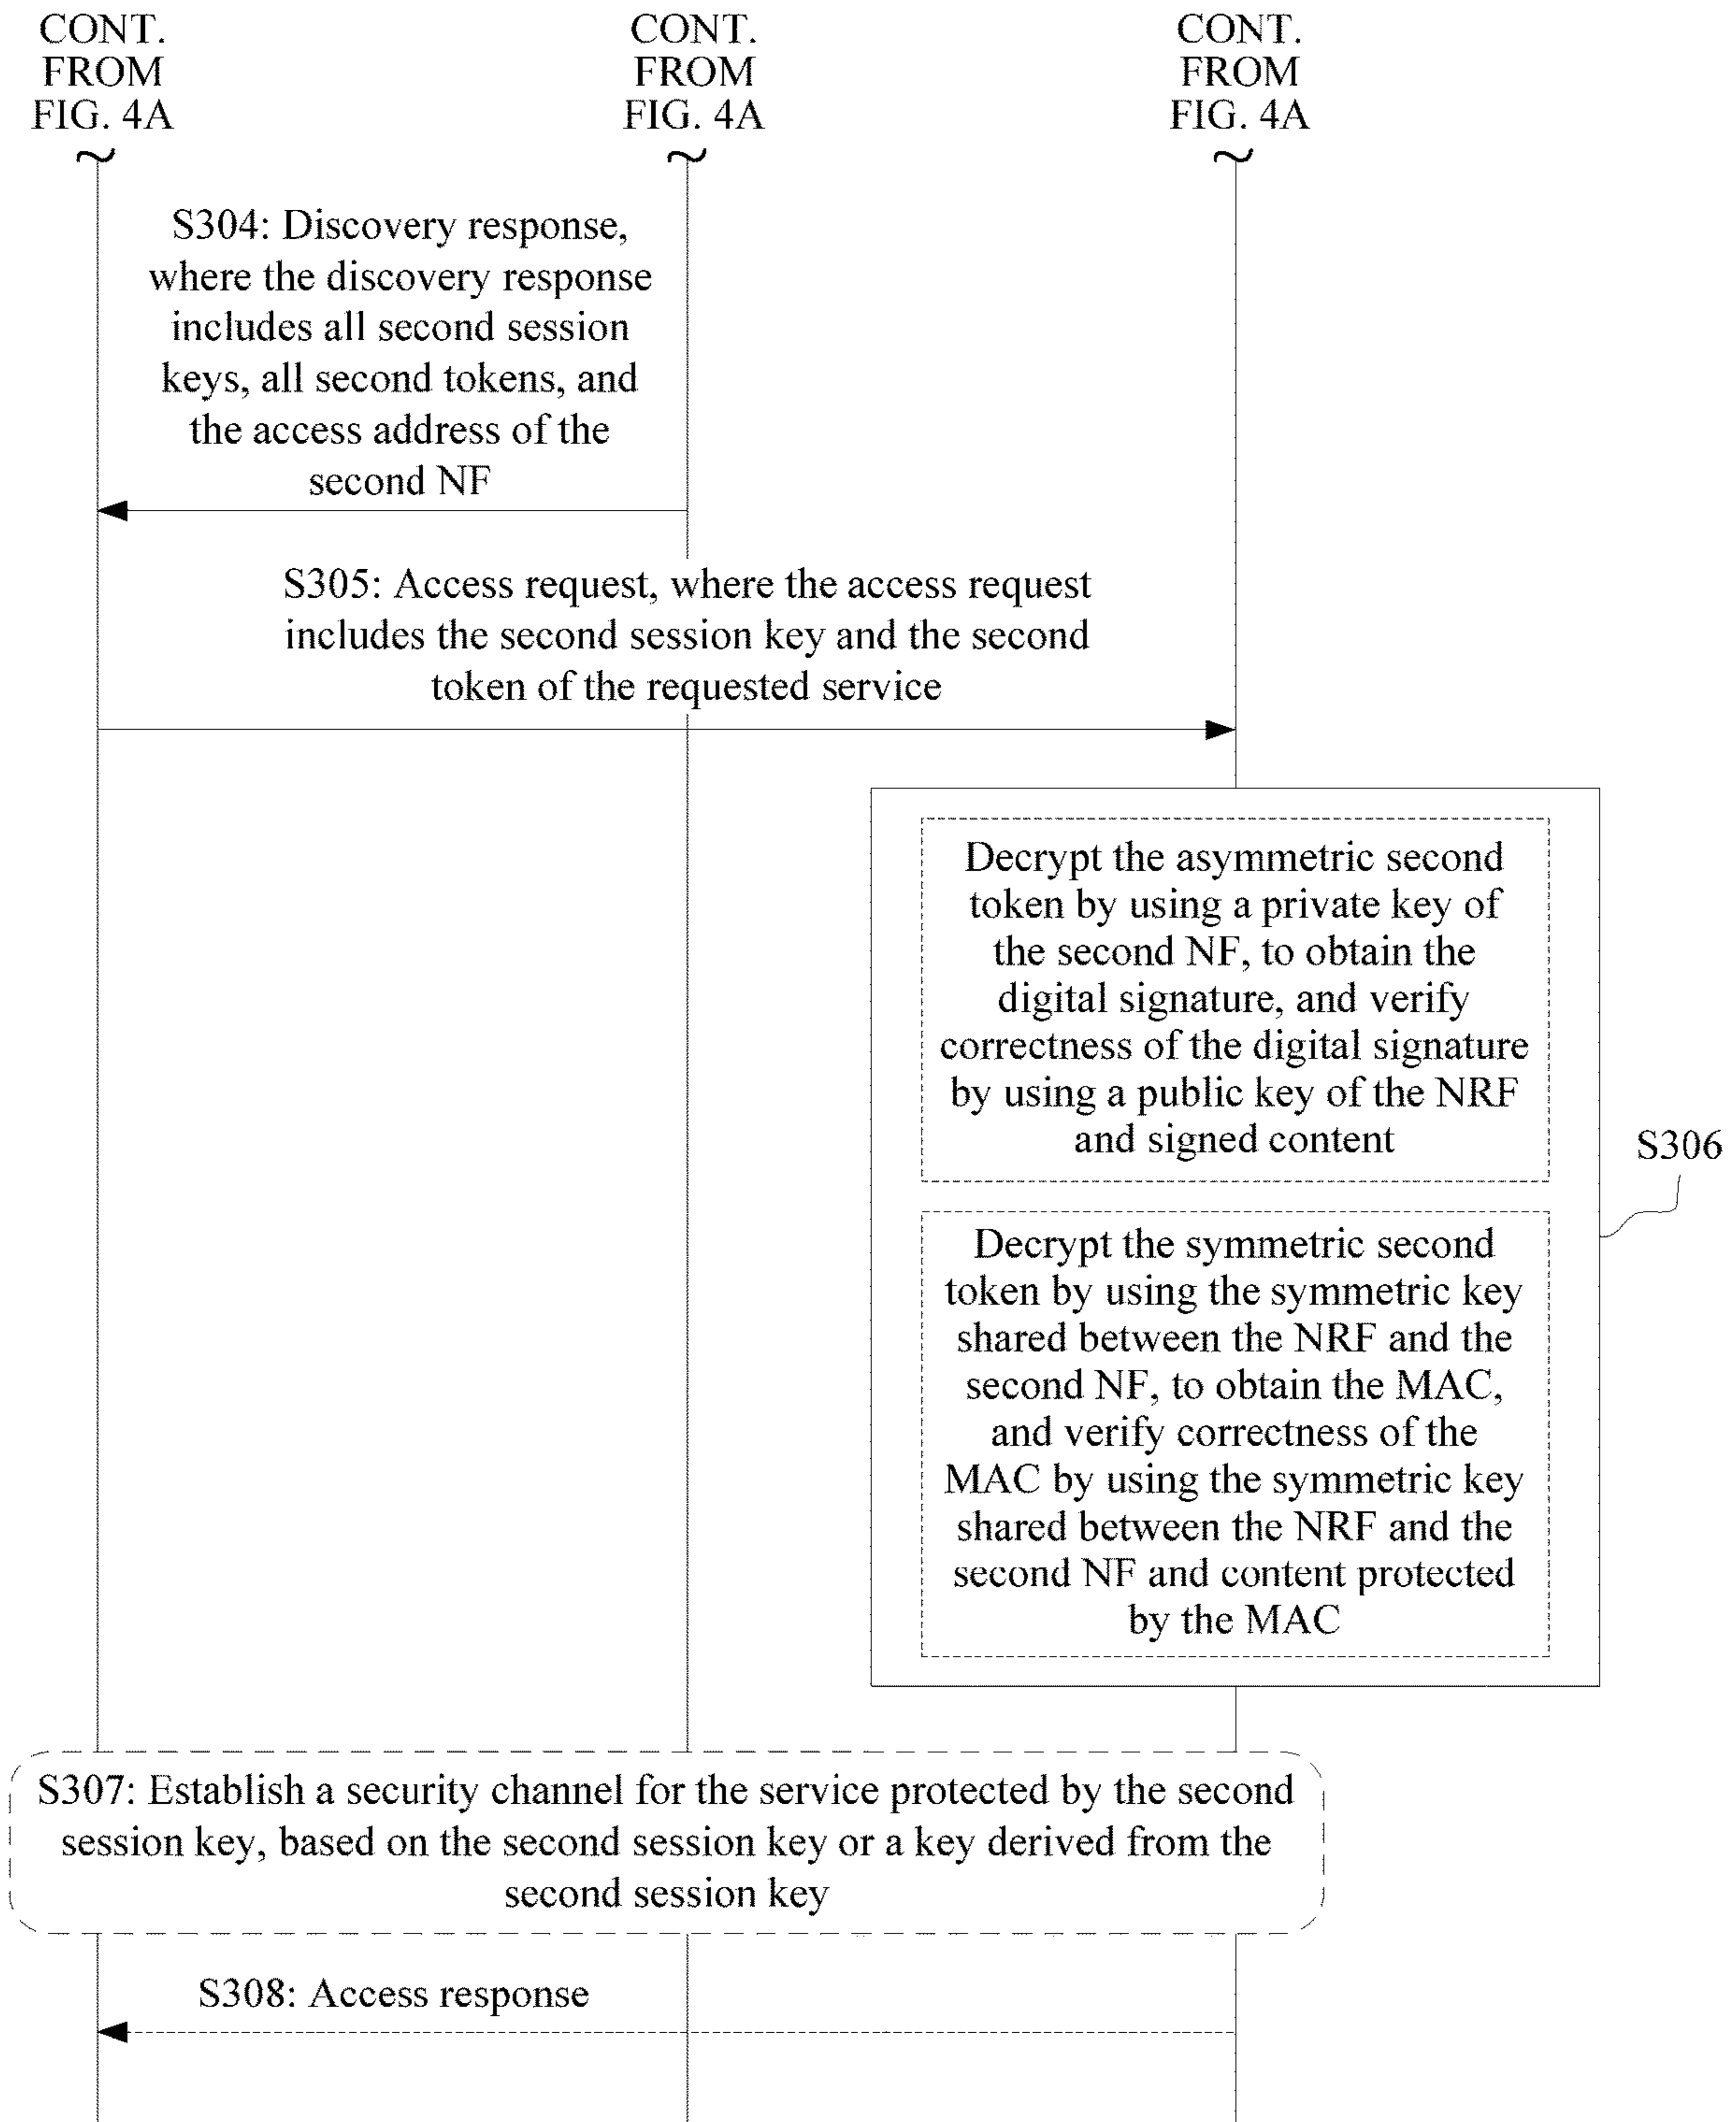 CONT.
FROM
FIG. 4A
CONT.
FROM
FIG. 4A
CONT.
FROM
FIG. 4A
S304: Discovery response,
where the discovery response
includes all second session
keys, all second tokens, and
the access address of the
second NF
S305: Access request, where the access request
includes the second session key and the second
token of the requested service
Decrypt the asymmetric second
token by using a private key of
the second NF, to obtain the
digital signature, and verify
correctness of the digital signature
by using a public key of the NRF
and signed content
S306
Decrypt the symmetric second
token by using the symmetric key
shared between the NRF and the
second NF, to obtain the MAC,
and verify correctness of the
MAC by using the symmetric key
shared between the NRF and the
second NF and content protected
by the MAC
S307: Establish a security channel for the service protected by the second
session key, based on the second session key or a key derived from the
second session key
S308: Access response